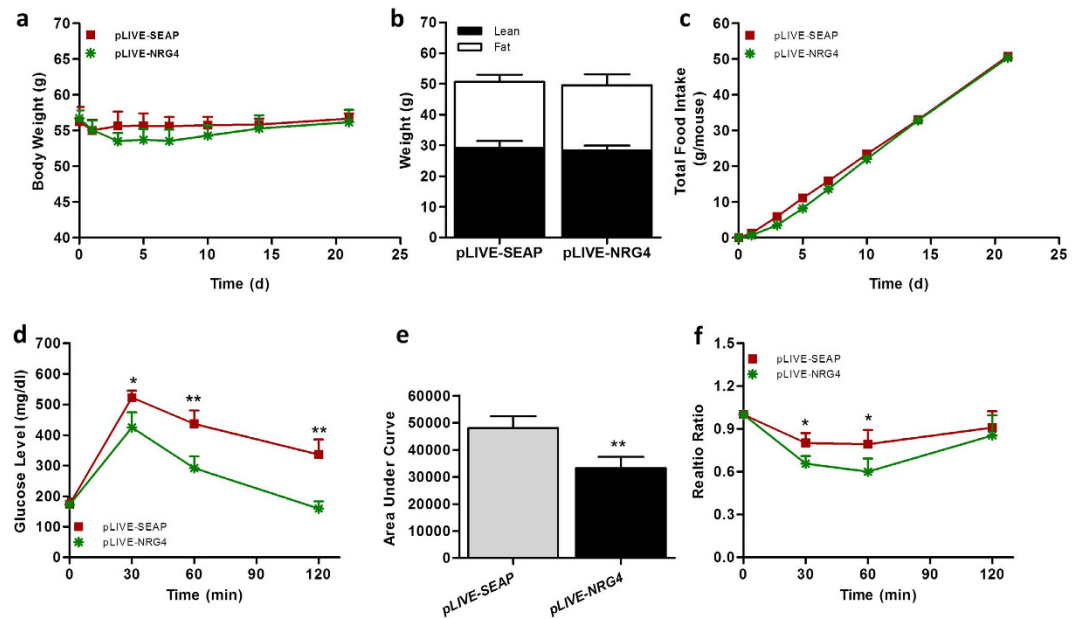 a
pLIVE-SEAP
pLIVE-NRG4
Body Weight (g)
70
65
60
55
50
45
40
0
5
10
15
20
25
Time (d)
b
Lean
Fat
Weight (g)
70
60
50
40
30
20
10
0
pLIVE-SEAP
pLIVE-NRG4
c
pLIVE-SEAP
pLIVE-NRG4
Total Food Intake
(g/mouse)
60
50
40
30
20
10
0
0
5
10
15
20
25
Time (d)
d
Glucose Level (mg/dl)
700
600
500
400
300
200
100
0
*
**
**
pLIVE-SEAP
pLIVE-NRG4
0
30
60
90
120
Time (min)
e
Area Under Curve
60000
50000
40000
30000
20000
10000
0
**
pLIVE-SEAP
pLIVE-NRG4
f
pLIVE-SEAP
pLIVE-NRG4
Realtio Ratio
1.5
1.2
0.9
0.6
0.3
0.0
*
*
0
30
60
90
120
Time (min)